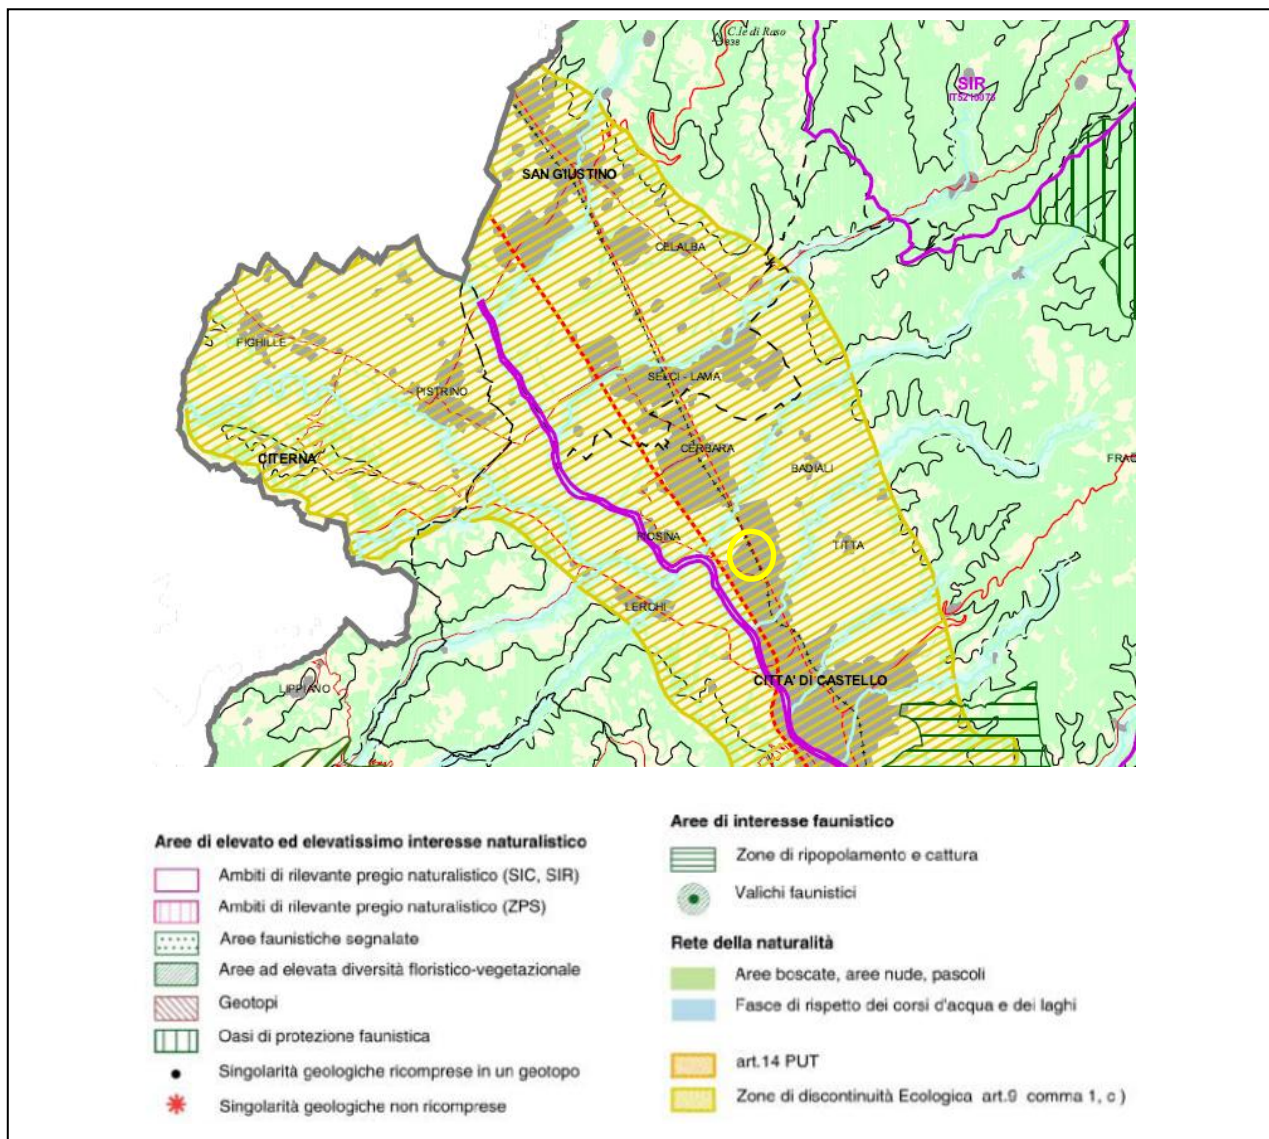 C.le di Raso
838
SIR
IT5210075
SAN GIUSTINO
CELALBA
FIGHILLE
SELCI - LAMA
PISTRINO
CERBARA
CITERNA
BADIALI
FRAC
PIOSINA
TITTA
LERCHI
CITTA' DI CASTELLO
LIPPIANO
Aree di elevato ed elevatissimo interesse naturalistico
Ambiti di rilevante pregio naturalistico (SIC, SIR)
Ambiti di rilevante pregio naturalistico (ZPS)
Aree faunistiche segnalate
Aree ad elevata diversità floristico-vegetazionale
Geotopi
Oasi di protezione faunistica
Singolarità geologiche ricomprese in un geotopo
Singolarità geologiche non ricomprese
Aree di interesse faunistico
Zone di ripopolamento e cattura
Valichi faunistici
Rete della naturalità
Aree boscate, aree nude, pascoli
Fasce di rispetto dei corsi d'acqua e dei laghi
art.14 PUT
Zone di discontinuità Ecologica art.9 comma 1, c )